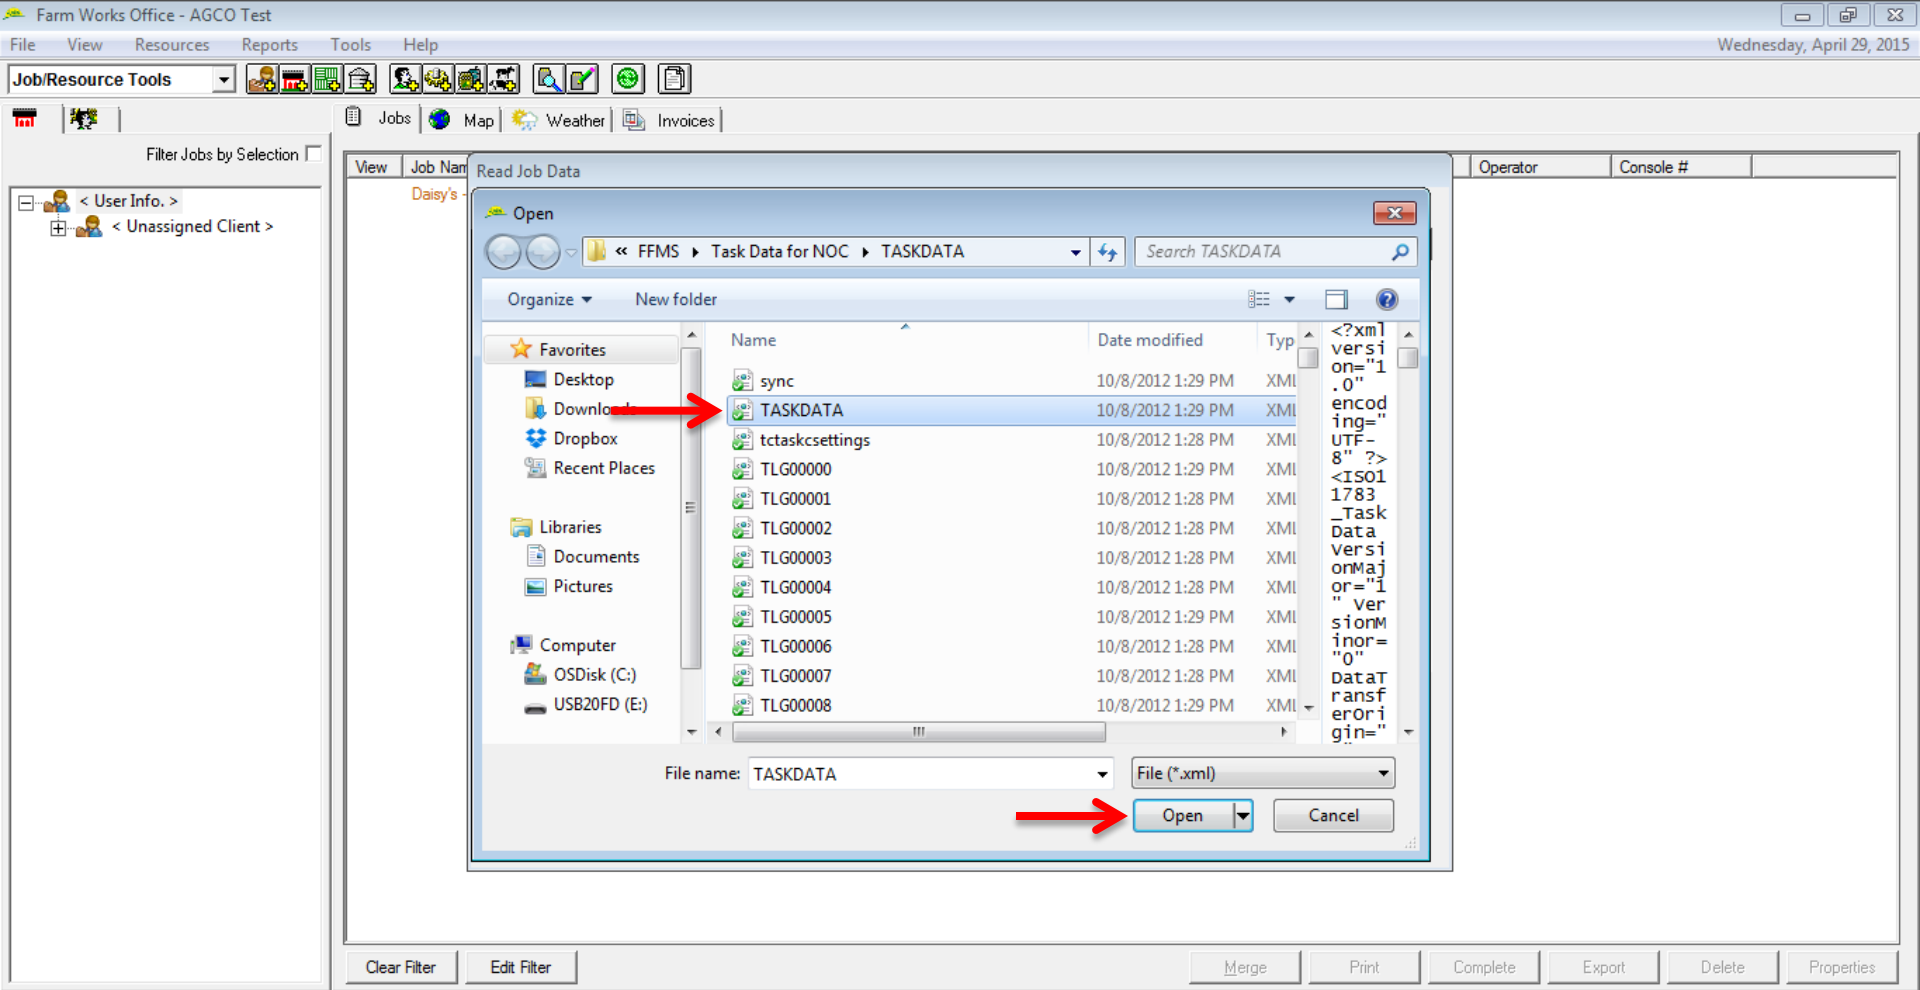 Farm Works Office - AGCO Test
File View Resources Reports Tools Help Wednesday, April 29, 2015
Job/Resource Tools
Jobs Map Weather Invoices
Filter Jobs by Selection
< User Info. >
< Unassigned Client >
View Job Nam Operator Console #
Daisy's -
Read Job Data
Open
« FFMS Task Data for NOC TASKDATA Search TASKDATA
Organize New folder
Favorites
Desktop
Dropbox
Recent Places
Libraries
Documents
Pictures
Computer
OSDisk (C:)
USB20FD (E:)
Name Date modified Typ
sync 10/8/2012 1:29 PM XML
TASKDATA 10/8/2012 1:29 PM XML
tctaskcsettings 10/8/2012 1:28 PM XML
TLG00000 10/8/2012 1:29 PM XML
TLG00001 10/8/2012 1:28 PM XML
TLG00002 10/8/2012 1:28 PM XML
TLG00003 10/8/2012 1:28 PM XML
TLG00004 10/8/2012 1:28 PM XML
TLG00005 10/8/2012 1:29 PM XML
TLG00006 10/8/2012 1:28 PM XML
TLG00007 10/8/2012 1:28 PM XML
TLG00008 10/8/2012 1:29 PM XML
<?xml
versi
on="1
.0"
encod
ing="
UTF-
8" ?>
<ISO1
1783
_Task
Data
Versi
onMaj
or="1
" Ver
sionM
inor=
"0"
DataT
ransf
erOri
gin="
File name: TASKDATA File (*.xml)
Open Cancel
Clear Filter Edit Filter Merge Print Complete Export Delete Properties